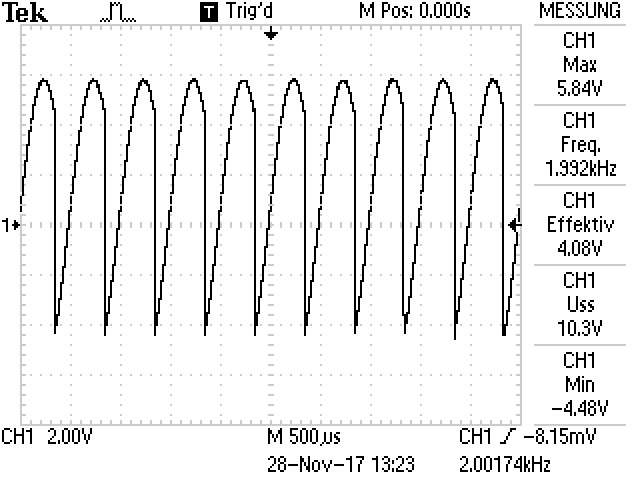 Tek T Trig'd M Pos: 0.000s MESSUNG
CH1
Max
5.84V
CH1
Freq.
1.992kHz
1
CH1
Effektiv
4.08V
CH1
Uss
10.3V
CH1
Min
−4.48V
CH1 2.00V M 500µs CH1 −8.15mV
28−Nov−17 13:23 2.00174kHz